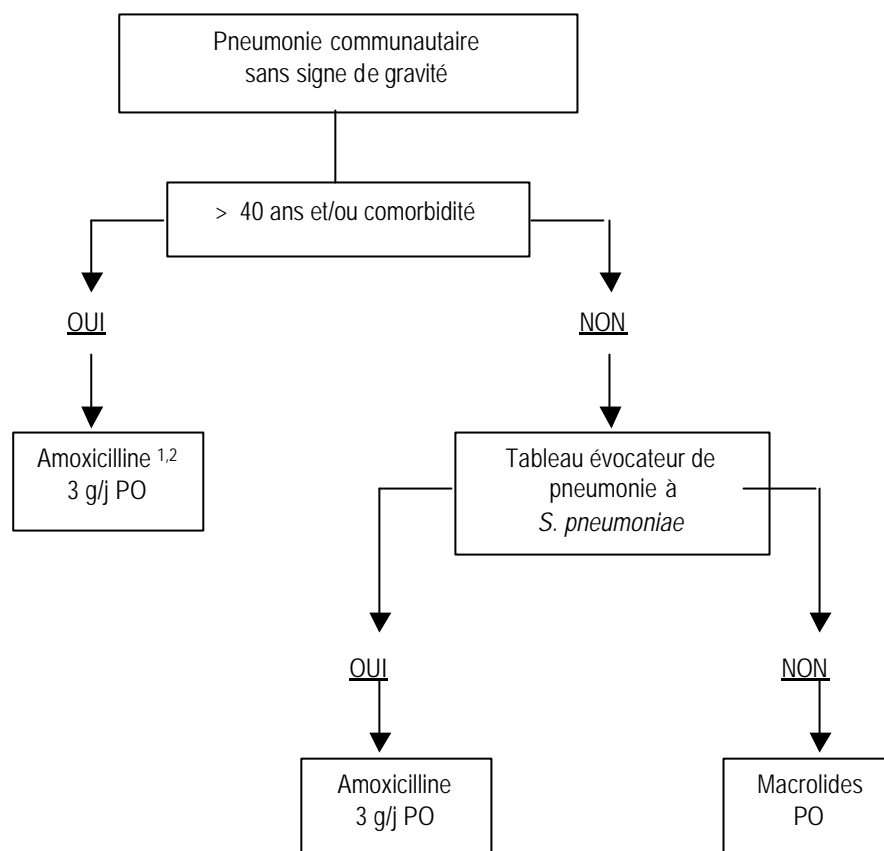 Pneumonie communautaire
sans signe de gravité
> 40 ans et/ou comorbidité
OUI
NON
Amoxicilline 1,2
3 g/j PO
Tableau évocateur de
pneumonie à
S. pneumoniae
OUI
NON
Amoxicilline
3 g/j PO
Macrolides
PO